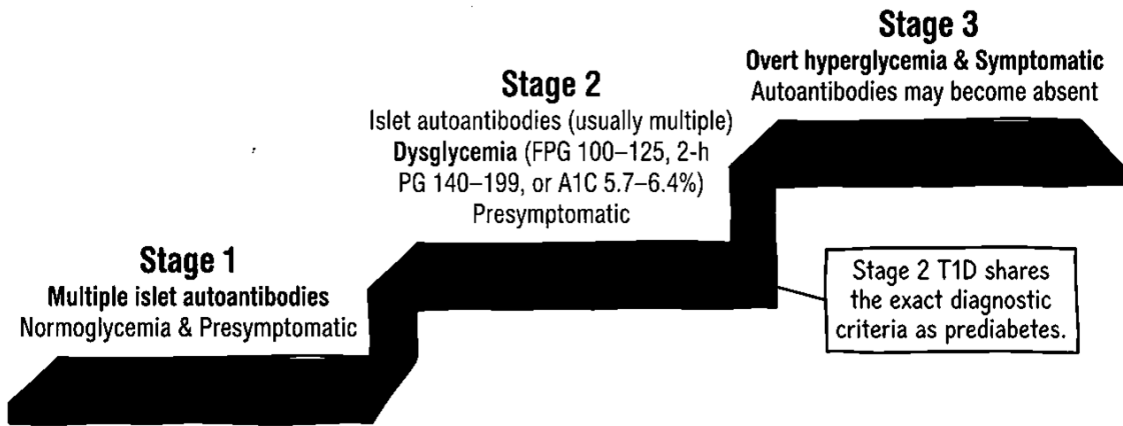 Stage 1
Multiple islet autoantibodies
Normoglycemia & Presymptomatic
Stage 2
Islet autoantibodies (usually multiple)
Dysglycemia (FPG 100–125, 2-h
PG 140–199, or A1C 5.7–6.4%)
Presymptomatic
Stage 3
Overt hyperglycemia & Symptomatic
Autoantibodies may become absent
Stage 2 T1D shares
the exact diagnostic
criteria as prediabetes.